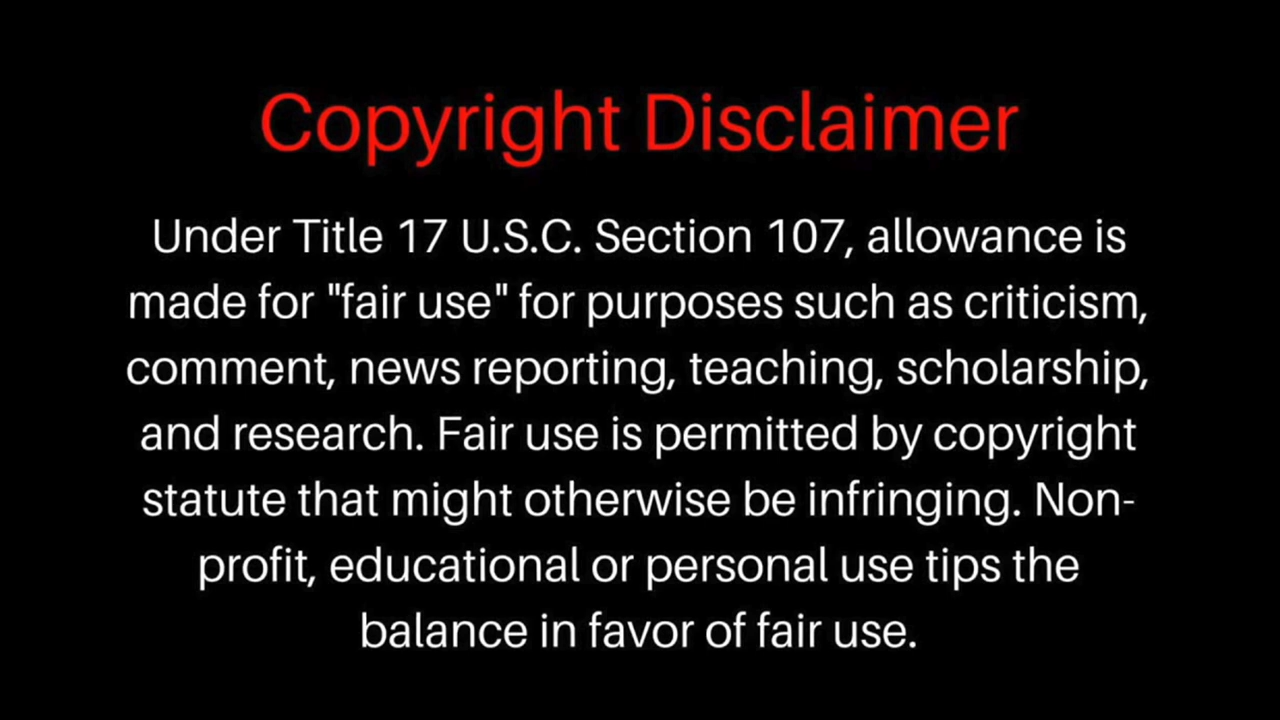 Copyright Disclaimer
Under Title 17 U.S.C. Section 107, allowance is
made for "fair use" for purposes such as criticism,
comment, news reporting, teaching, scholarship,
and research. Fair use is permitted by copyright
statute that might otherwise be infringing. Non-
profit, educational or personal use tips the
balance in favor of fair use.